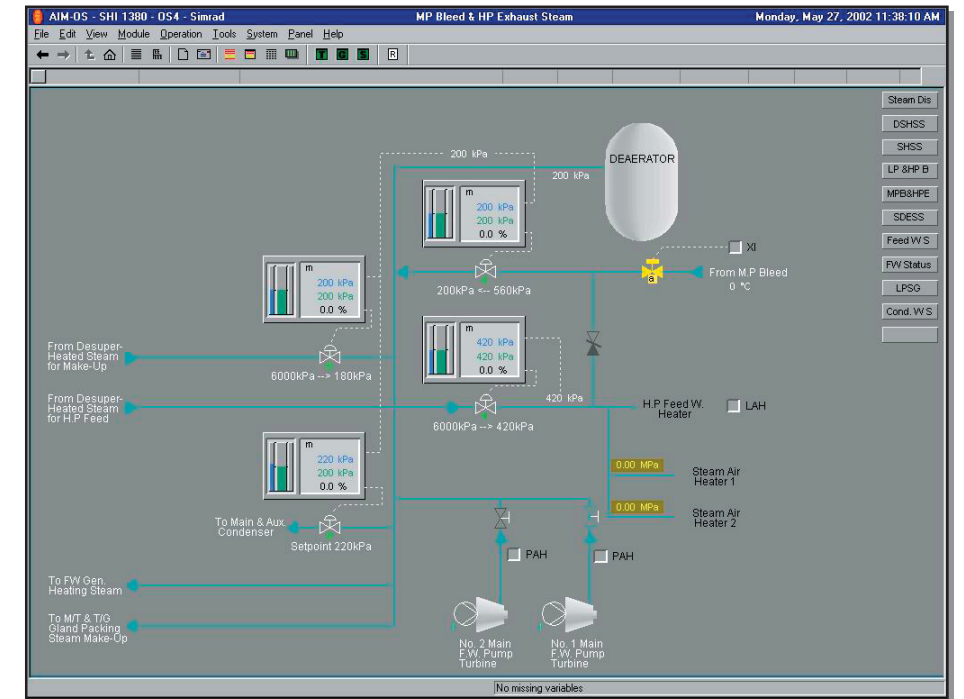 AIM-OS - SHI 1380 - OS4 - Simrad
MP Bleed & HP Exhaust Steam
Monday, May 27, 2002 11:38:10 AM
File Edit View Module Operation Tools System Panel Help
T G S R
Steam Dis
DSHSS
SHSS
LP &HP B
MPB&HPE
SDESS
Feed W S
FW Status
LPSG
Cond. W S
200 kPa
DEAERATOR
200 kPa
m
200 kPa
200 kPa
0.0 %
XI
From M.P Bleed
0 °C
a
200kPa <-- 560kPa
m
200 kPa
200 kPa
0.0 %
m
420 kPa
420 kPa
0.0 %
From Desuper-
Heated Steam
for Make-Up
6000kPa --> 180kPa
From Desuper-
Heated Steam
for H.P Feed
420 kPa
H.P Feed W.
Heater
LAH
6000kPa --> 420kPa
m
220 kPa
200 kPa
0.0 %
0.00 MPa
Steam Air
Heater 1
0.00 MPa
Steam Air
Heater 2
To Main & Aux.
Condenser
Setpoint 220kPa
PAH
PAH
To FW Gen.
Heating Steam
To M/T & T/G
Gland Packing
Steam Make-Up
No. 2 Main
F.W. Pump
Turbine
No. 1 Main
F.W. Pump
Turbine
No missing variables